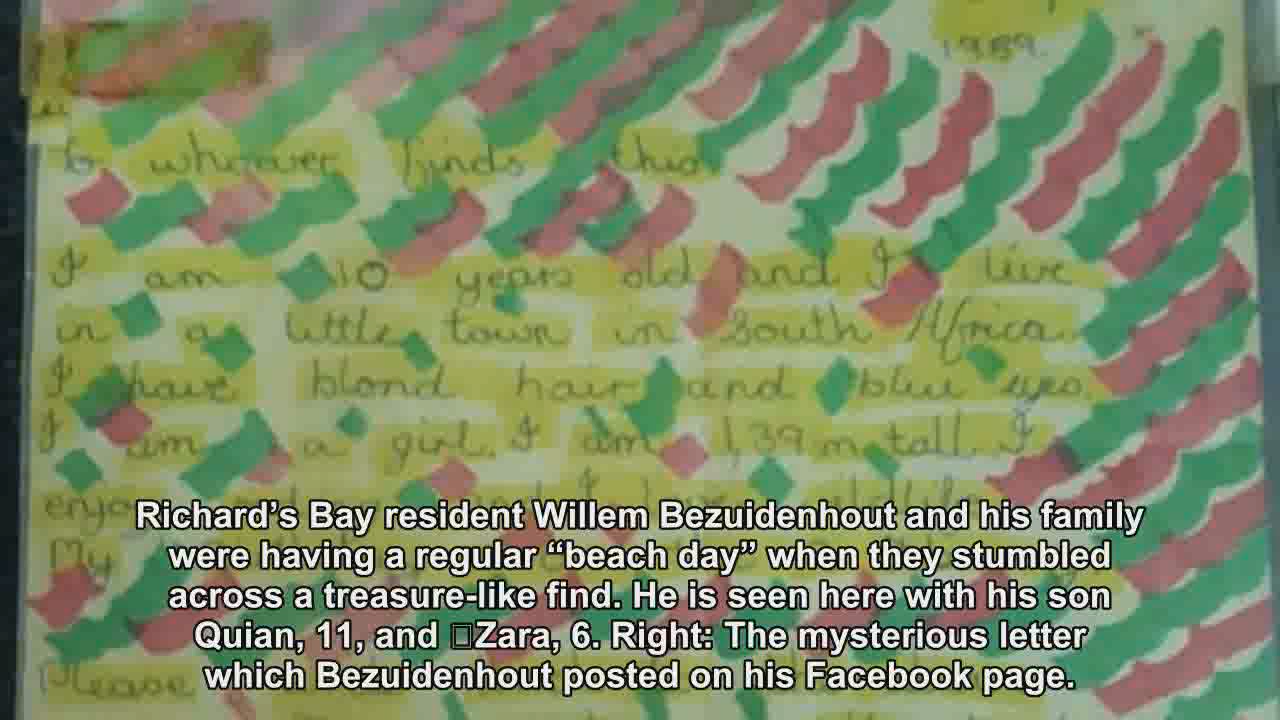 1989.
To whoever finds this.
I am 10 years old and I live
in a little town in South Africa.
I have blond hair and blue eyes.
I am a girl. I am 1,39 m tall. I
enjoy
My
Please
Richard’s Bay resident Willem Bezuidenhout and his family
were having a regular “beach day” when they stumbled
across a treasure-like find. He is seen here with his son
Quian, 11, and □Zara, 6. Right: The mysterious letter
which Bezuidenhout posted on his Facebook page.